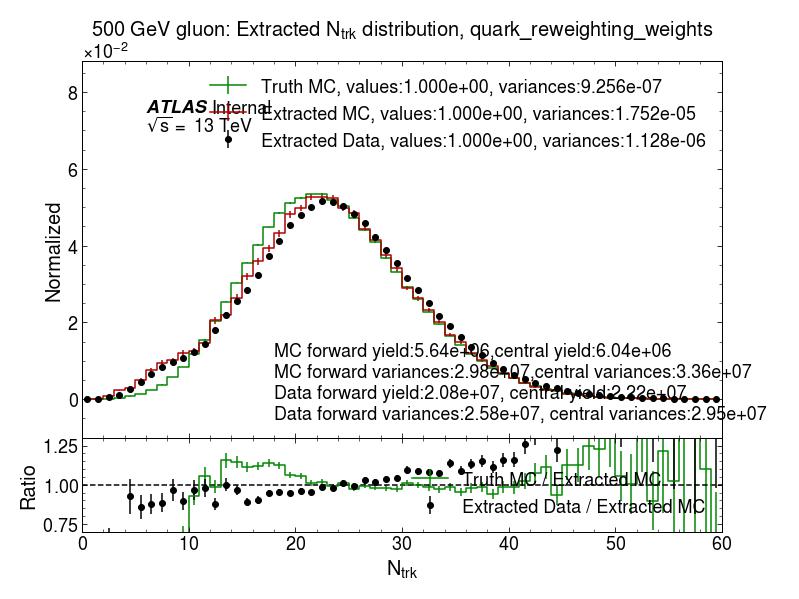 500 GeV gluon: Extracted Ntrk distribution, quark_reweighting_weights
×10−2
Truth MC, values:1.000e+00, variances:9.256e-07
ATLAS Internal
Extracted MC, values:1.000e+00, variances:1.752e-05
√s = 13 TeV
Extracted Data, values:1.000e+00, variances:1.128e-06
8
6
4
2
0
Normalized
MC forward yield:5.64e+06,central yield:6.04e+06
MC forward variances:2.98e+07,central variances:3.36e+07
Data forward yield:2.08e+07, central yield:2.22e+07
Data forward variances:2.58e+07, central variances:2.95e+07
1.25
1.00
0.75
Ratio
Truth MC / Extracted MC
Extracted Data / Extracted MC
0 10 20 30 40 50 60
Ntrk